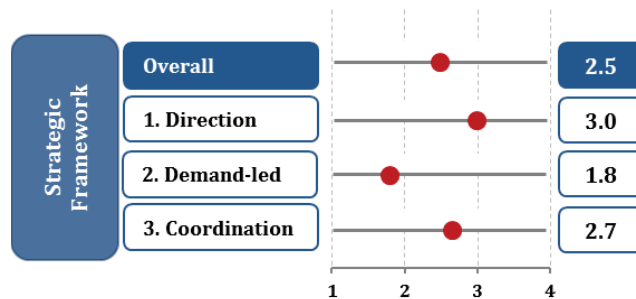 Strategic
Framework
Overall
2.5
1. Direction
3.0
2. Demand-led
1.8
3. Coordination
2.7
1 2 3 4